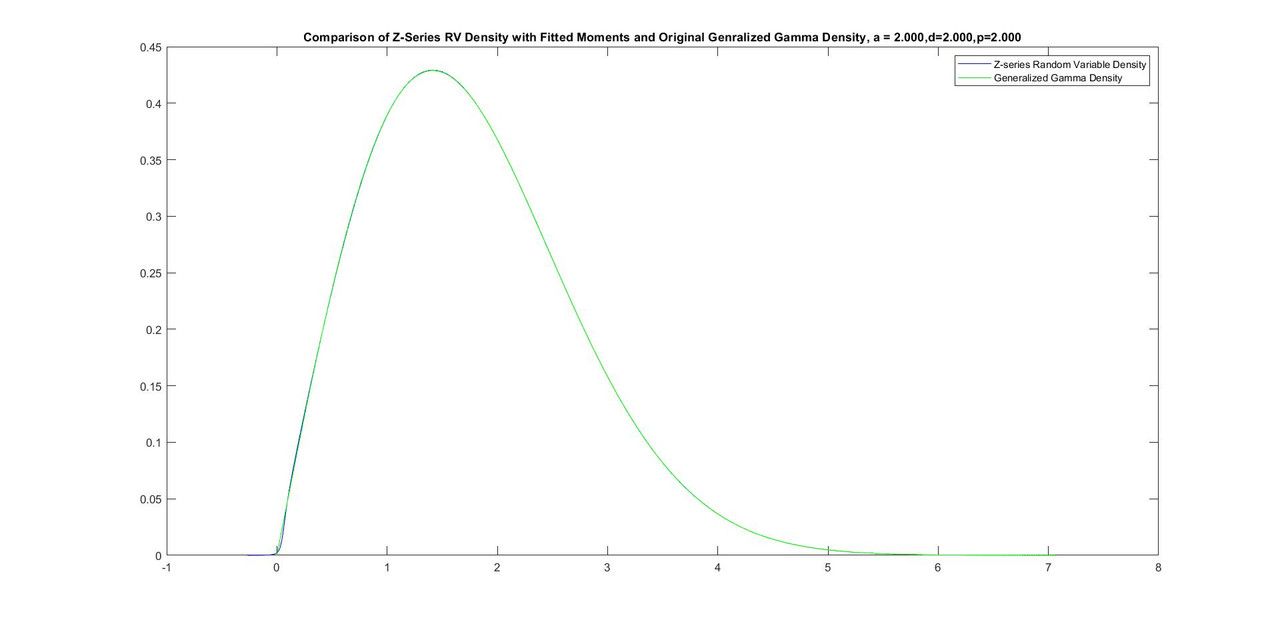 Comparison of Z-Series RV Density with Fitted Moments and Original Genralized Gamma Density, a = 2.000,d=2.000,p=2.000
Z-series Random Variable Density
Generalized Gamma Density
0.45
0.4
0.35
0.3
0.25
0.2
0.15
0.1
0.05
0
-1 0 1 2 3 4 5 6 7 8